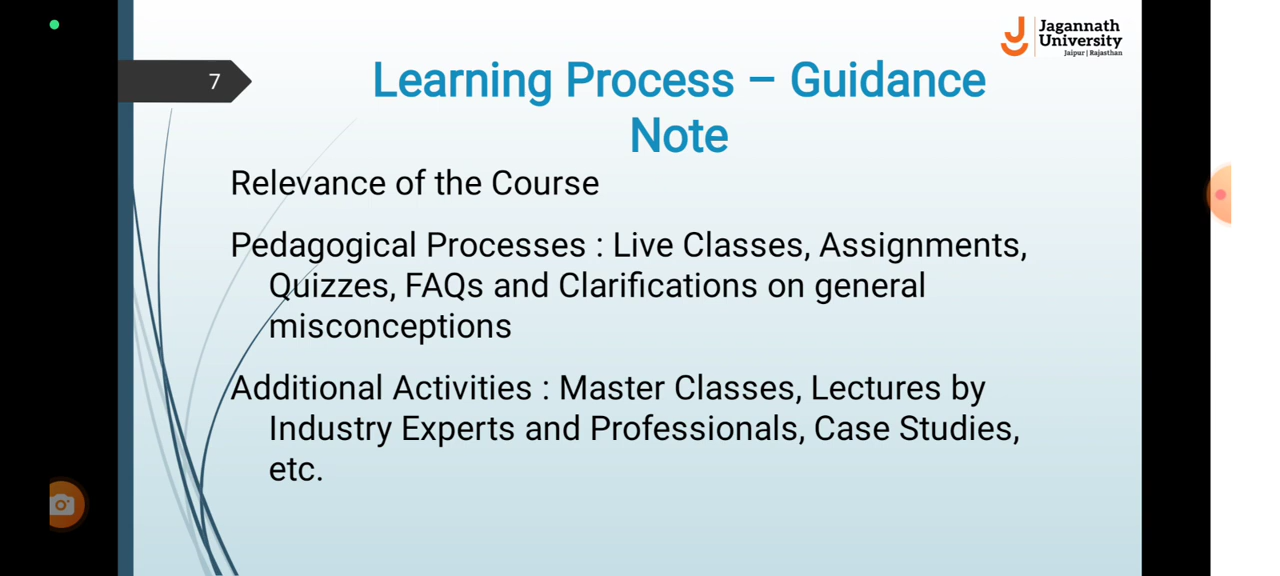 Jagannath
University
Jaipur | Rajasthan
7
Learning Process – Guidance
Note
Relevance of the Course
Pedagogical Processes : Live Classes, Assignments,
Quizzes, FAQs and Clarifications on general
misconceptions
Additional Activities : Master Classes, Lectures by
Industry Experts and Professionals, Case Studies,
etc.